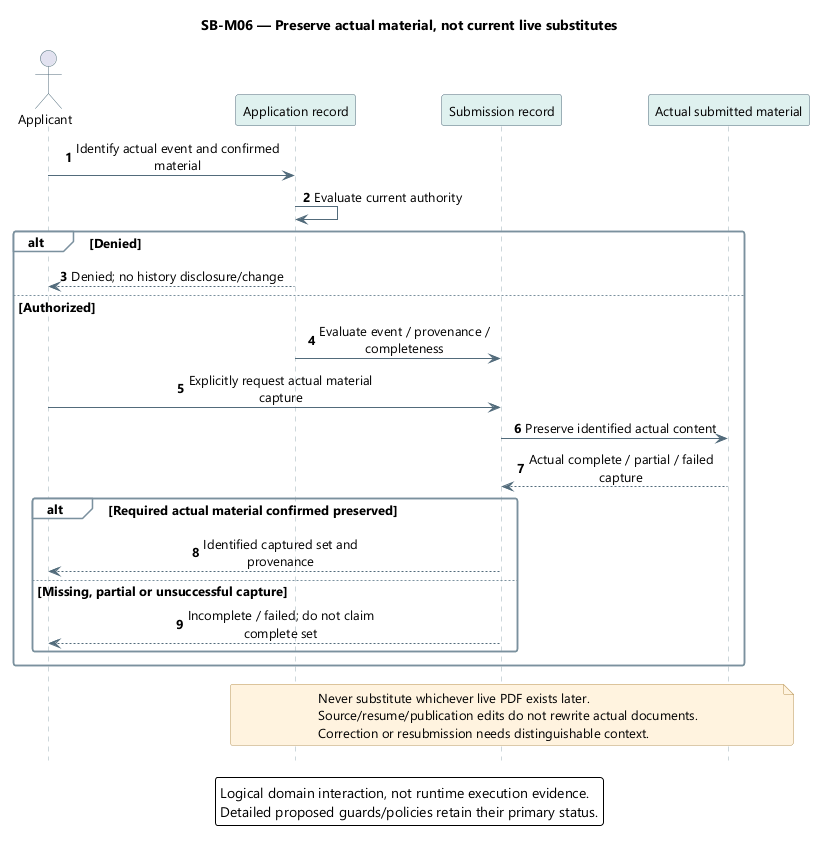 SB-M06 — Preserve actual material, not current live substitutes
Applicant
Application record
Submission record
Actual submitted material
1 Identify actual event and confirmed
material
2 Evaluate current authority
alt [Denied]
3 Denied; no history disclosure/change
[Authorized]
4 Evaluate event / provenance /
completeness
5 Explicitly request actual material
capture
6 Preserve identified actual content
7 Actual complete / partial / failed
capture
alt [Required actual material confirmed preserved]
8 Identified captured set and
provenance
[Missing, partial or unsuccessful capture]
9 Incomplete / failed; do not claim
complete set
Never substitute whichever live PDF exists later.
Source/resume/publication edits do not rewrite actual documents.
Correction or resubmission needs distinguishable context.
Logical domain interaction, not runtime execution evidence.
Detailed proposed guards/policies retain their primary status.